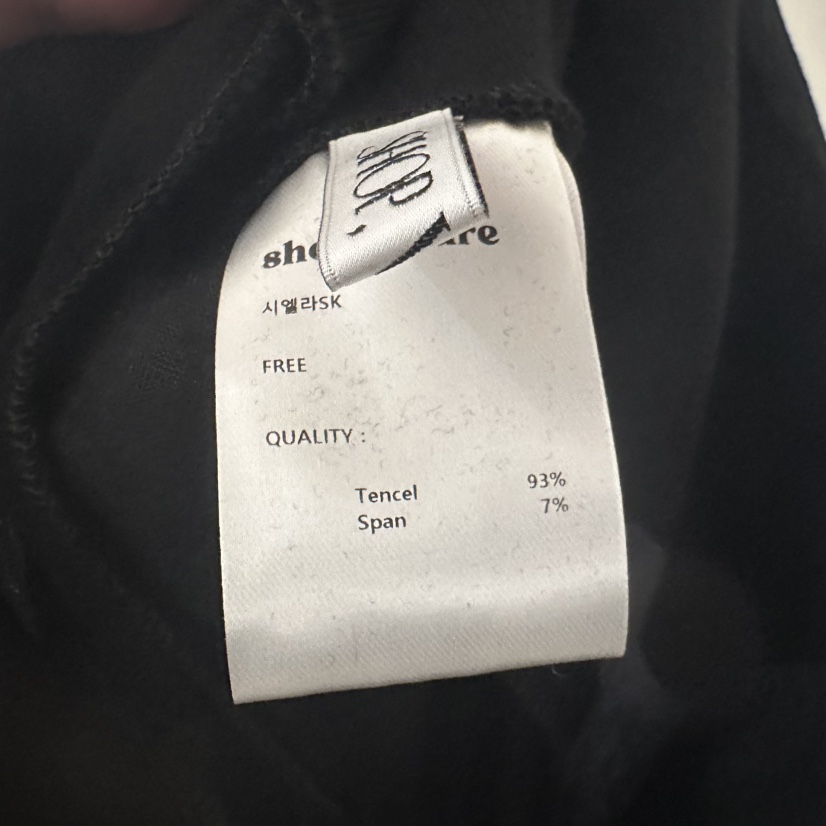 SHOP,
시엘라SK
FREE
QUALITY :
Tencel 93%
Span 7%